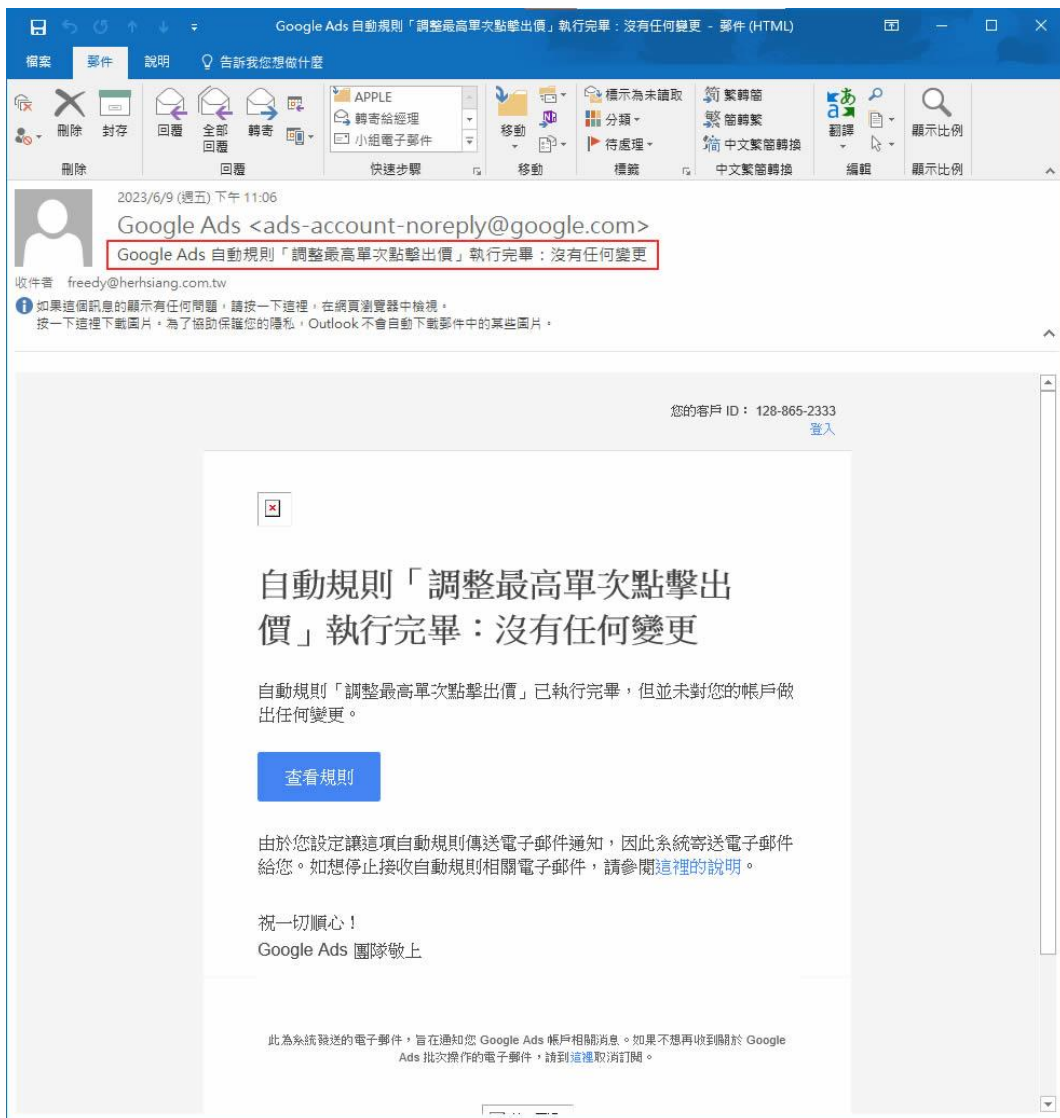 Google Ads 自動規則「調整最高單次點擊出價」執行完畢：沒有任何變更 - 郵件 (HTML)
檔案 郵件 說明 告訴我您想做什麼
刪除 封存 回覆 全部回覆 轉寄
APPLE
轉寄給經理
小組電子郵件
移動
標示為未讀取
分類
待處理
繁轉簡
簡轉繁
中文繁簡轉換
翻譯
顯示比例
刪除 回覆 快速步驟 移動 標籤 中文繁簡轉換 編輯 顯示比例
2023/6/9 (週五) 下午 11:06
Google Ads <ads-account-noreply@google.com>
Google Ads 自動規則「調整最高單次點擊出價」執行完畢：沒有任何變更
收件者 freedy@herhsiang.com.tw
如果這個訊息的顯示有任何問題，請按一下這裡，在網頁瀏覽器中檢視。
按一下這裡下載圖片。為了協助保護您的隱私，Outlook 不會自動下載郵件中的某些圖片。
您的客戶 ID： 128-865-2333
登入
自動規則「調整最高單次點擊出
價」執行完畢：沒有任何變更
自動規則「調整最高單次點擊出價」已執行完畢，但並未對您的帳戶做
出任何變更。
查看規則
由於您設定讓這項自動規則傳送電子郵件通知，因此系統寄送電子郵件
給您。如想停止接收自動規則相關電子郵件，請參閱這裡的說明。
祝一切順心！
Google Ads 團隊敬上
此為系統發送的電子郵件，旨在通知您 Google Ads 帳戶相關消息。如果不想再收到關於 Google
Ads 批次操作的電子郵件，請到這裡取消訂閱。